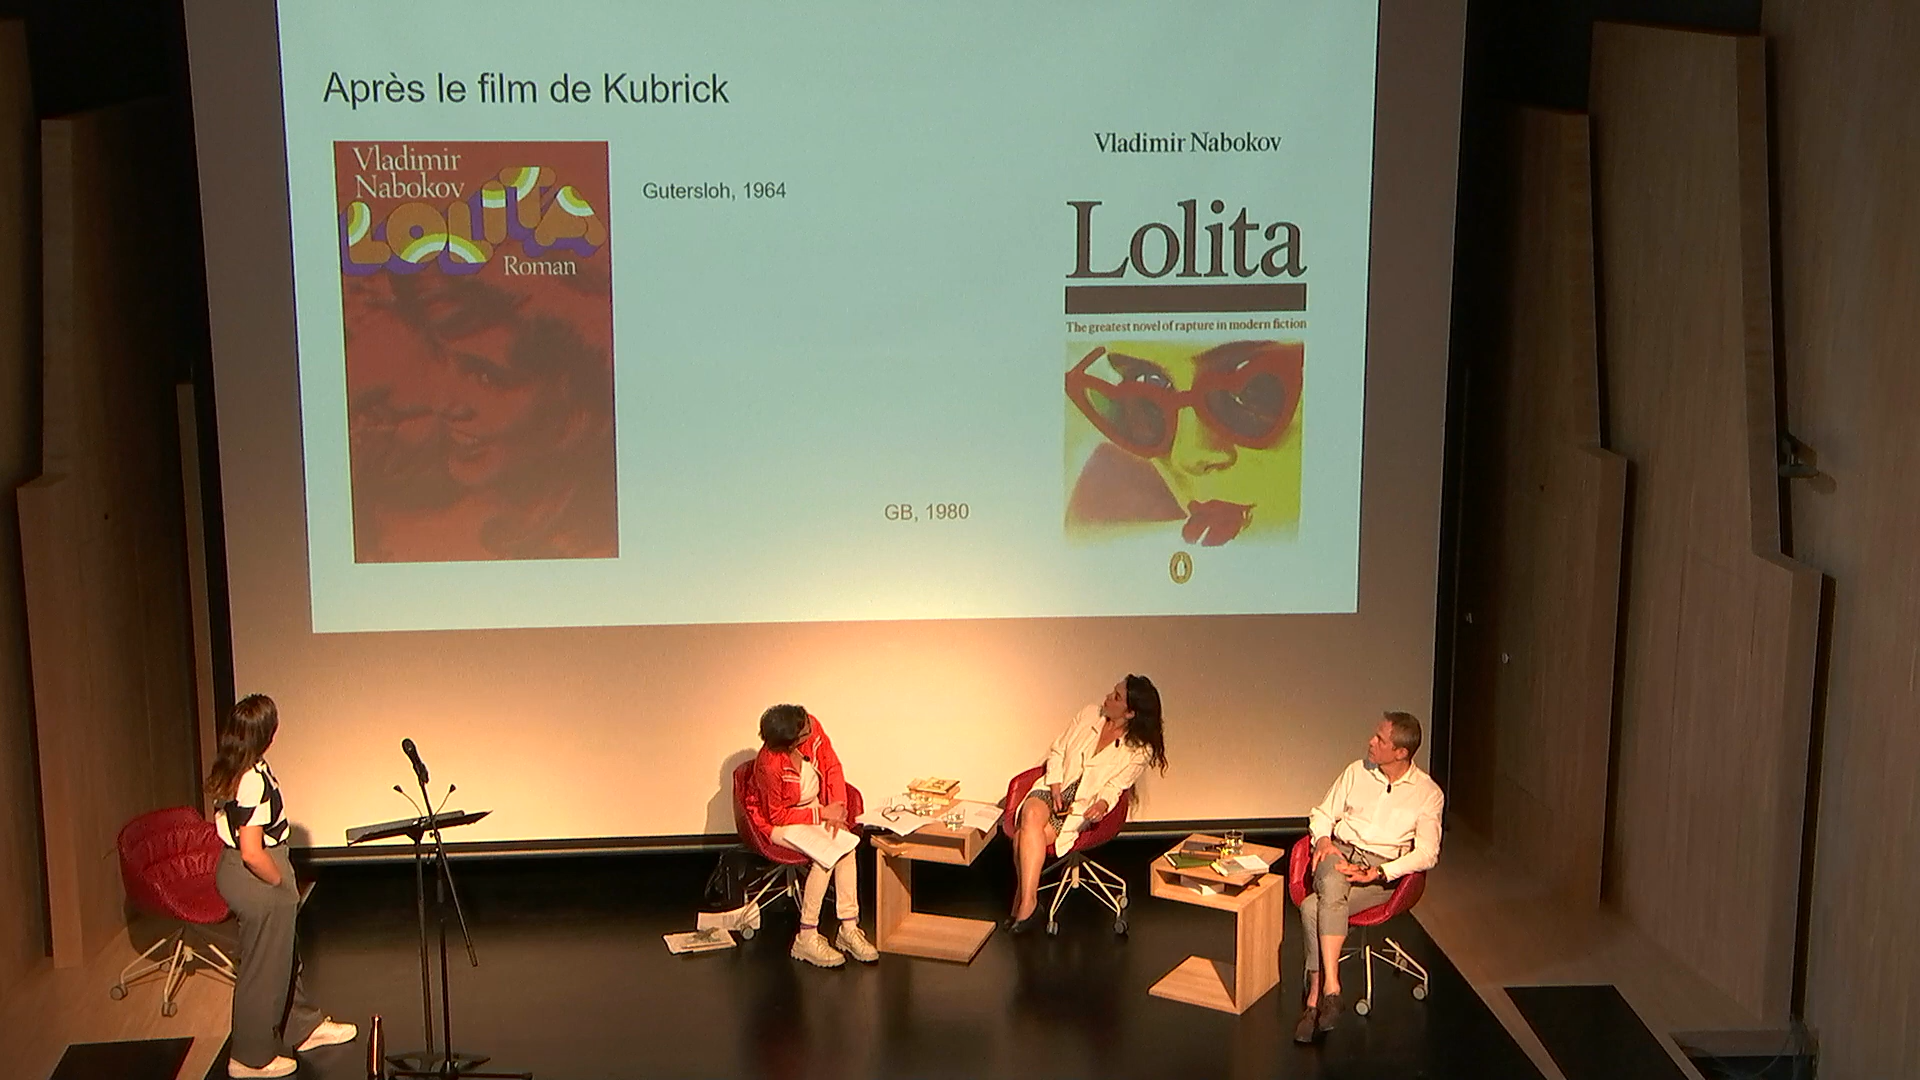 Après le film de Kubrick
Vladimir
Nabokov
LOLITA
Roman
Gutersloh, 1964
GB, 1980
Vladimir Nabokov
Lolita
The greatest novel of rapture in modern fiction